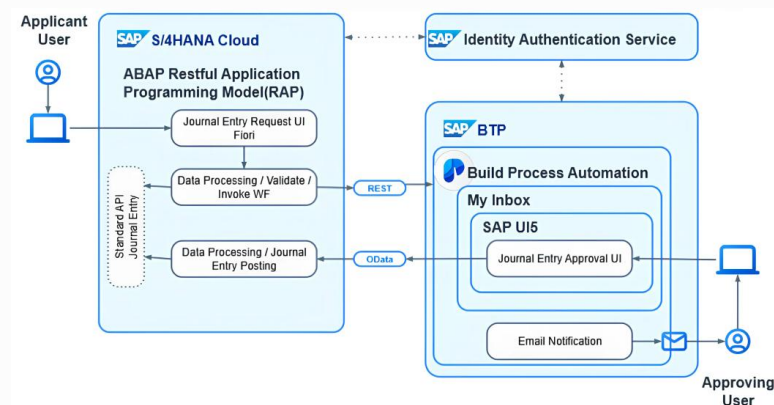 Applicant
User
SAP S/4HANA Cloud
ABAP Restful Application
Programming Model(RAP)
Journal Entry Request UI
Fiori
Data Processing / Validate /
Invoke WF
Standard API
Journal Entry
Data Processing / Journal
Entry Posting
REST
OData
SAP Identity Authentication Service
SAP BTP
Build Process Automation
My Inbox
SAP UI5
Journal Entry Approval UI
Email Notification
Approving
User